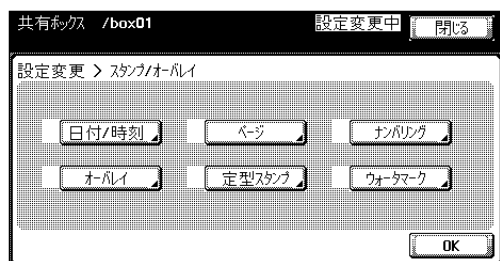 共有ボックス /box01 設定変更中 閉じる
設定変更 > スタンプ/オーバレイ
日付/時刻 ページ ナンバリング
オーバレイ 定型スタンプ ウォータマーク
OK